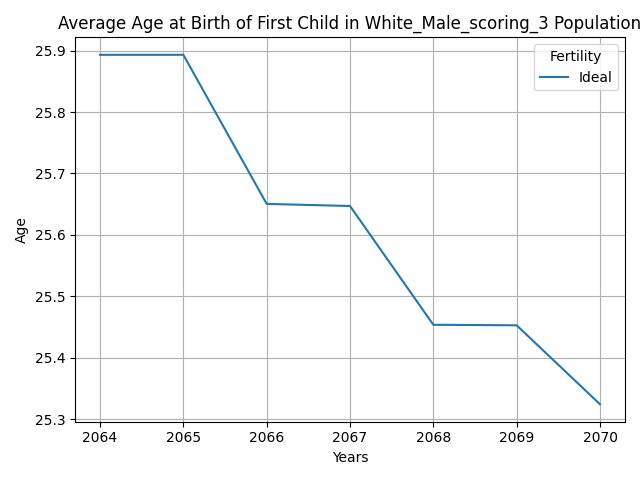 Average Age at Birth of First Child in White_Male_scoring_3 Population
Fertility
Ideal
25.9
25.8
25.7
25.6
25.5
25.4
25.3
Age
2064 2065 2066 2067 2068 2069 2070
Years